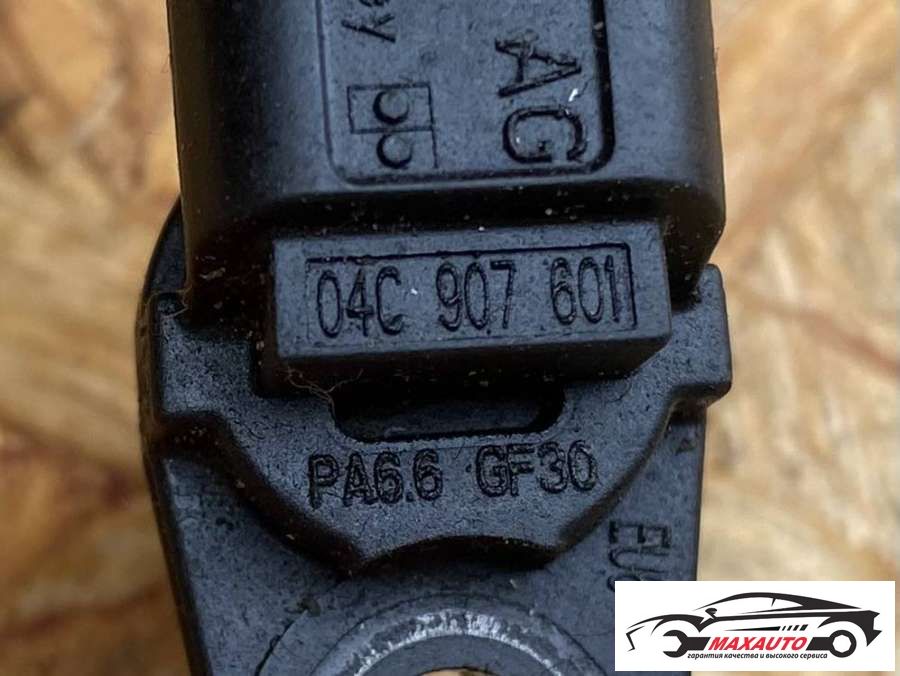 AG
04C 907 601
PA6.6 GF30
MAXAUTO
гарантия качества и высокого сервиса